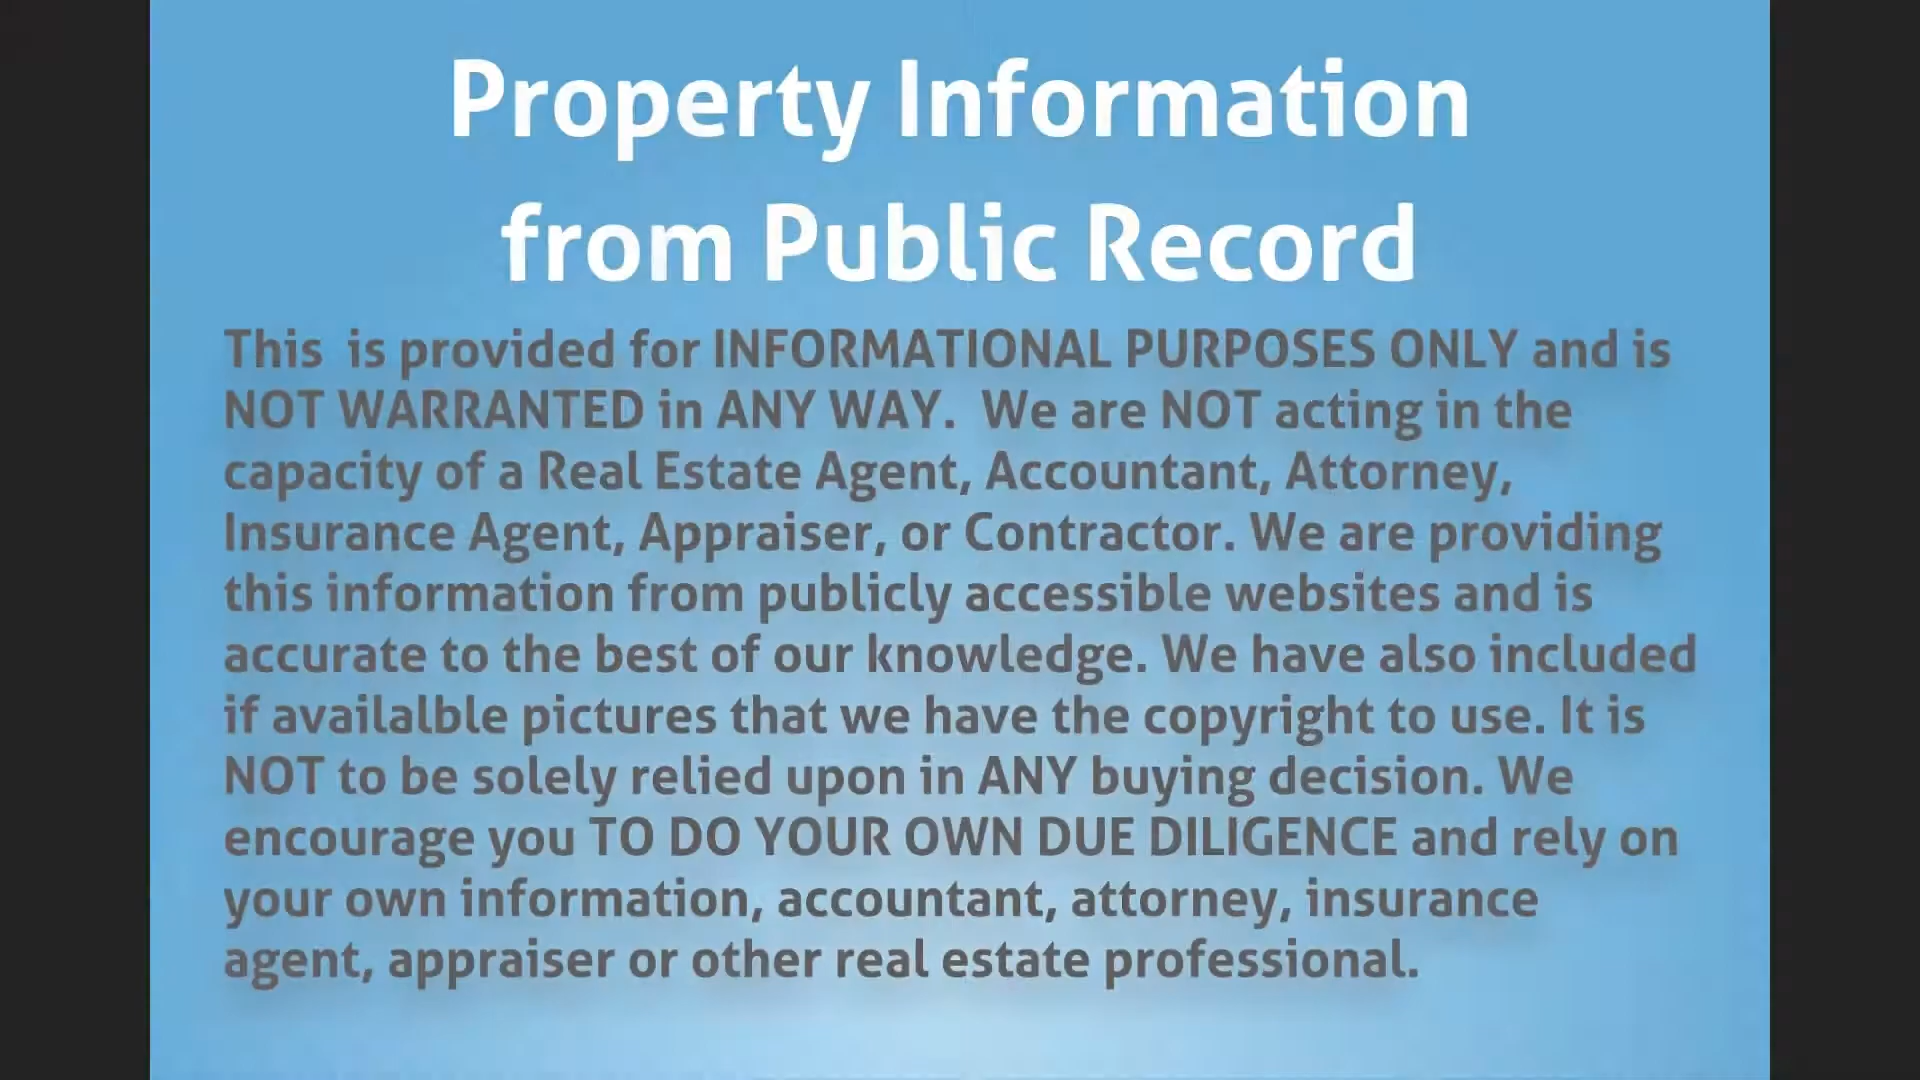 Property Information
from Public Record
This is provided for INFORMATIONAL PURPOSES ONLY and is
NOT WARRANTED in ANY WAY. We are NOT acting in the
capacity of a Real Estate Agent, Accountant, Attorney,
Insurance Agent, Appraiser, or Contractor. We are providing
this information from publicly accessible websites and is
accurate to the best of our knowledge. We have also included
if availalble pictures that we have the copyright to use. It is
NOT to be solely relied upon in ANY buying decision. We
encourage you TO DO YOUR OWN DUE DILIGENCE and rely on
your own information, accountant, attorney, insurance
agent, appraiser or other real estate professional.